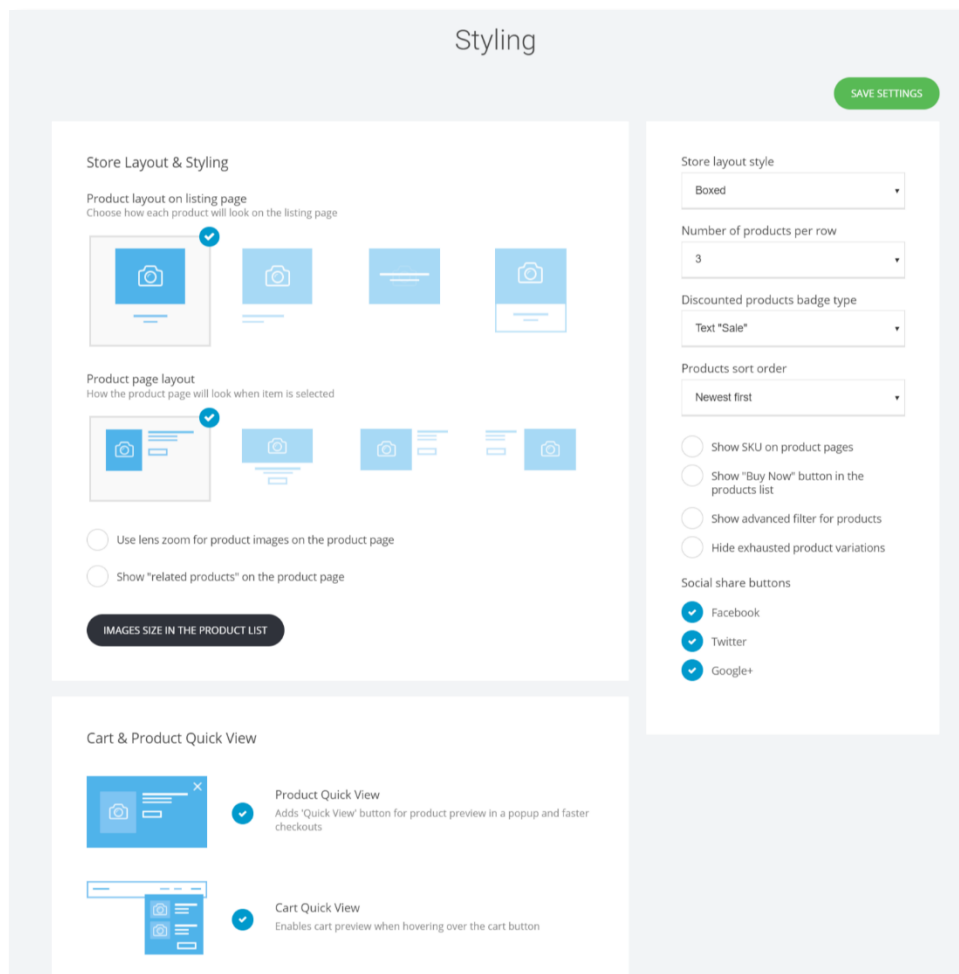 Styling
SAVE SETTINGS
Store Layout & Styling
Product layout on listing page
Choose how each product will look on the listing page
Product page layout
How the product page will look when item is selected
Use lens zoom for product images on the product page
Show "related products" on the product page
IMAGES SIZE IN THE PRODUCT LIST
Store layout style
Boxed
Number of products per row
3
Discounted products badge type
Text "Sale"
Products sort order
Newest first
Show SKU on product pages
Show "Buy Now" button in the
products list
Show advanced filter for products
Hide exhausted product variations
Social share buttons
Facebook
Twitter
Google+
Cart & Product Quick View
Product Quick View
Adds 'Quick View' button for product preview in a popup and faster
checkouts
Cart Quick View
Enables cart preview when hovering over the cart button